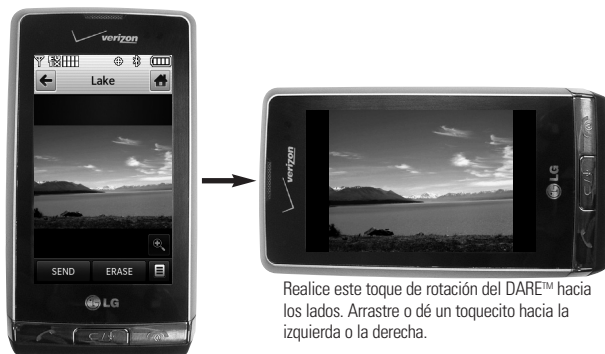 verizon
Lake
SEND ERASE
LG
verizon
LG
Realice este toque de rotación del DARE™ hacia
los lados. Arrastre o dé un toquecito hacia la
izquierda o la derecha.